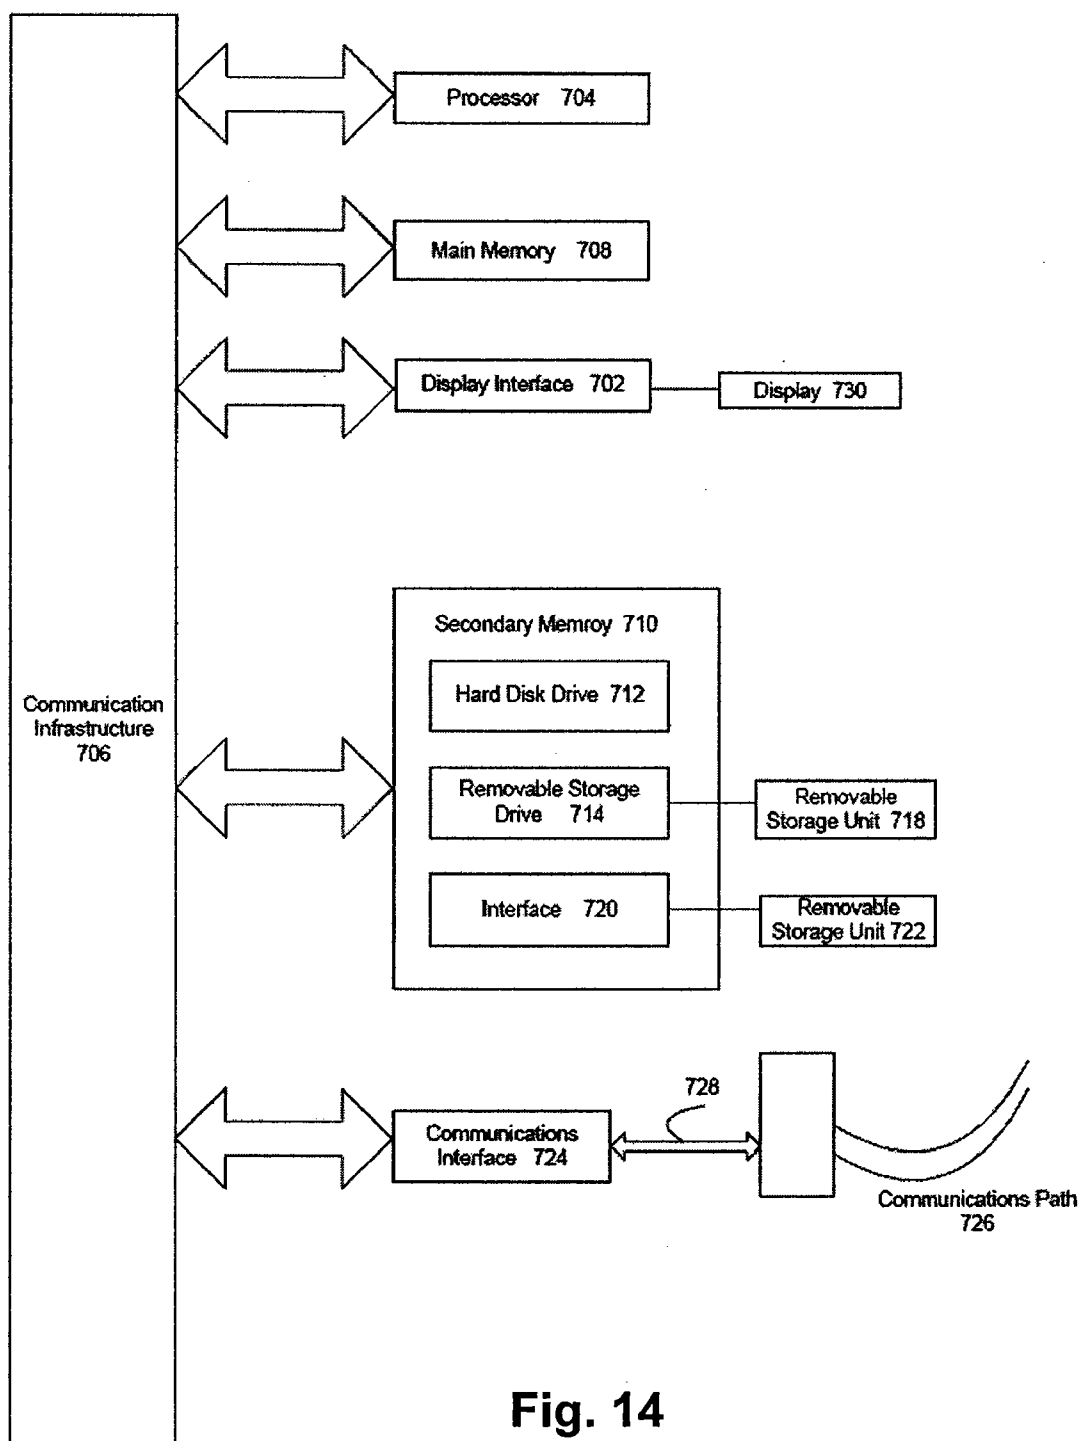 Processor 704
Main Memory 708
Display Interface 702
Display 730
Secondary Memroy 710
Hard Disk Drive 712
Communication
Infrastructure
706
Removable Storage
Drive 714
Removable
Storage Unit 718
Interface 720
Removable
Storage Unit 722
728
Communications
Interface 724
Communications Path
726
Fig. 14